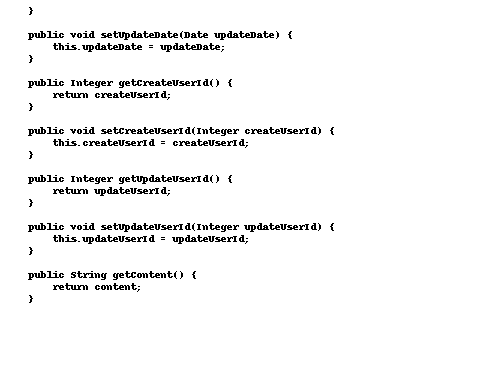 }

    public void setUpdateDate(Date updateDate) {
        this.updateDate = updateDate;
    }

    public Integer getCreateUserId() {
        return createUserId;
    }

    public void setCreateUserId(Integer createUserId) {
        this.createUserId = createUserId;
    }

    public Integer getUpdateUserId() {
        return updateUserId;
    }

    public void setUpdateUserId(Integer updateUserId) {
        this.updateUserId = updateUserId;
    }

    public String getContent() {
        return content;
    }